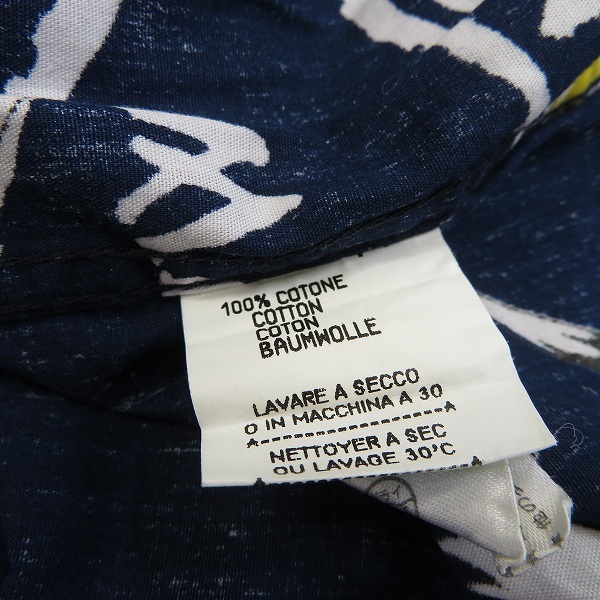 100% COTONE
COTTON
COTON
BAUMWOLLE
LAVARE A SECCO
O IN MACCHINA A 30
A--------------------A
NETTOYER A SEC
OU LAVAGE 30°C